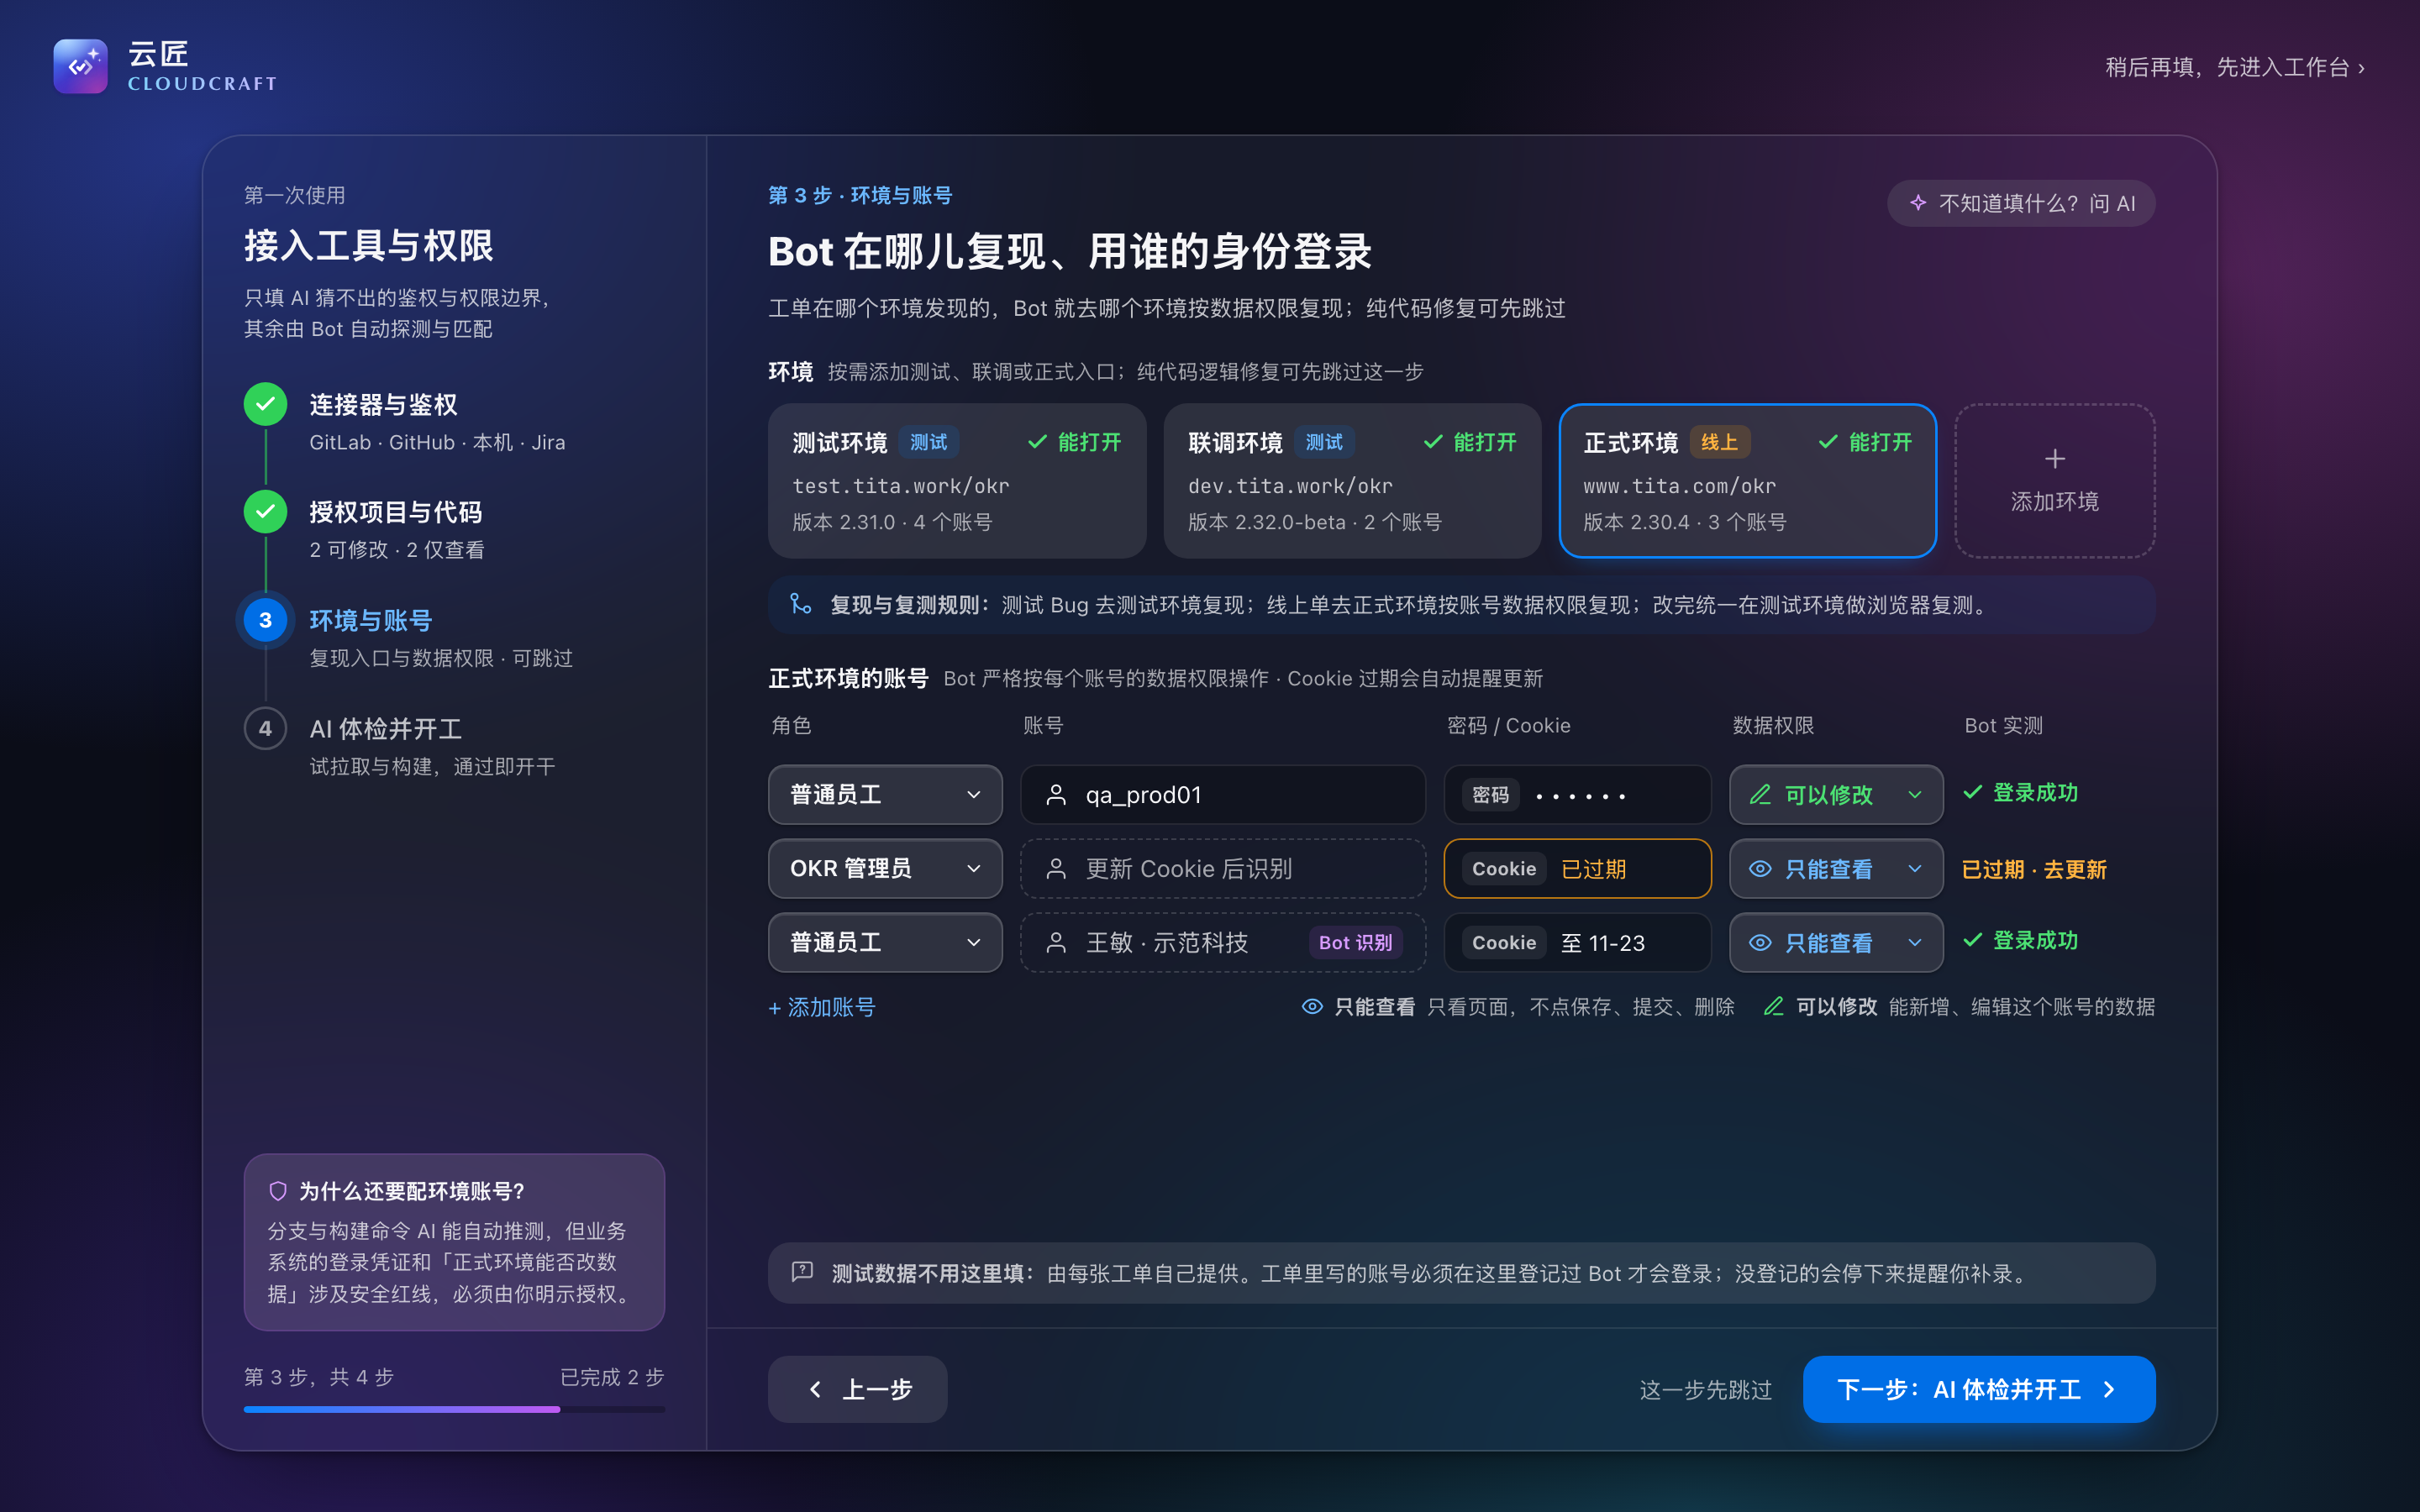 云匠
CLOUDCRAFT
稍后再填，先进入工作台 ›
第一次使用
接入工具与权限
只填 AI 猜不出的鉴权与权限边界，
其余由 Bot 自动探测与匹配
连接器与鉴权
GitLab · GitHub · 本机 · Jira
授权项目与代码
2 可修改 · 2 仅查看
3 环境与账号
复现入口与数据权限 · 可跳过
4 AI 体检并开工
试拉取与构建，通过即开干
为什么还要配环境账号？
分支与构建命令 AI 能自动推测，但业务
系统的登录凭证和「正式环境能否改数
据」涉及安全红线，必须由你明示授权。
第 3 步，共 4 步 已完成 2 步
第 3 步 · 环境与账号
不知道填什么？问 AI
Bot 在哪儿复现、用谁的身份登录
工单在哪个环境发现的，Bot 就去哪个环境按数据权限复现；纯代码修复可先跳过
环境 按需添加测试、联调或正式入口；纯代码逻辑修复可先跳过这一步
测试环境 测试 能打开
test.tita.work/okr
版本 2.31.0 · 4 个账号
联调环境 测试 能打开
dev.tita.work/okr
版本 2.32.0-beta · 2 个账号
正式环境 线上 能打开
www.tita.com/okr
版本 2.30.4 · 3 个账号
+
添加环境
复现与复测规则：测试 Bug 去测试环境复现；线上单去正式环境按账号数据权限复现；改完统一在测试环境做浏览器复测。
正式环境的账号 Bot 严格按每个账号的数据权限操作 · Cookie 过期会自动提醒更新
角色 账号 密码 / Cookie 数据权限 Bot 实测
普通员工 qa_prod01 密码 •••••• 可以修改 登录成功
OKR 管理员 更新 Cookie 后识别 Cookie 已过期 只能查看 已过期 · 去更新
普通员工 王敏 · 示范科技 Bot 识别 Cookie 至 11-23 只能查看 登录成功
+ 添加账号 只能查看 只看页面，不点保存、提交、删除 可以修改 能新增、编辑这个账号的数据
测试数据不用这里填：由每张工单自己提供。工单里写的账号必须在这里登记过 Bot 才会登录；没登记的会停下来提醒你补录。
上一步 这一步先跳过 下一步：AI 体检并开工